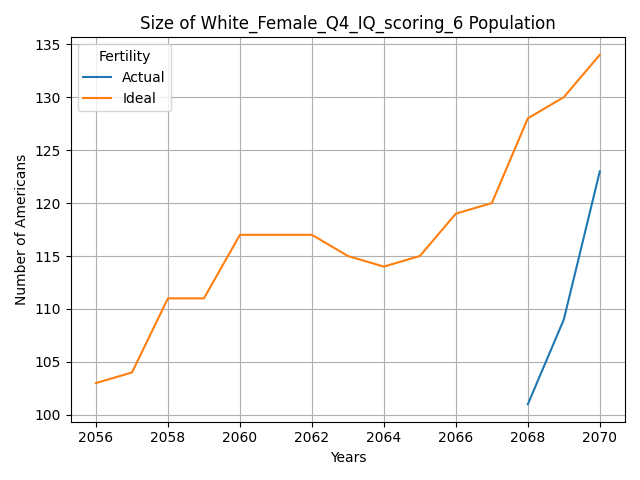 Size of White_Female_Q4_IQ_scoring_6 Population
Fertility
Actual
Ideal
Number of Americans
135
130
125
120
115
110
105
100
2056 2058 2060 2062 2064 2066 2068 2070
Years